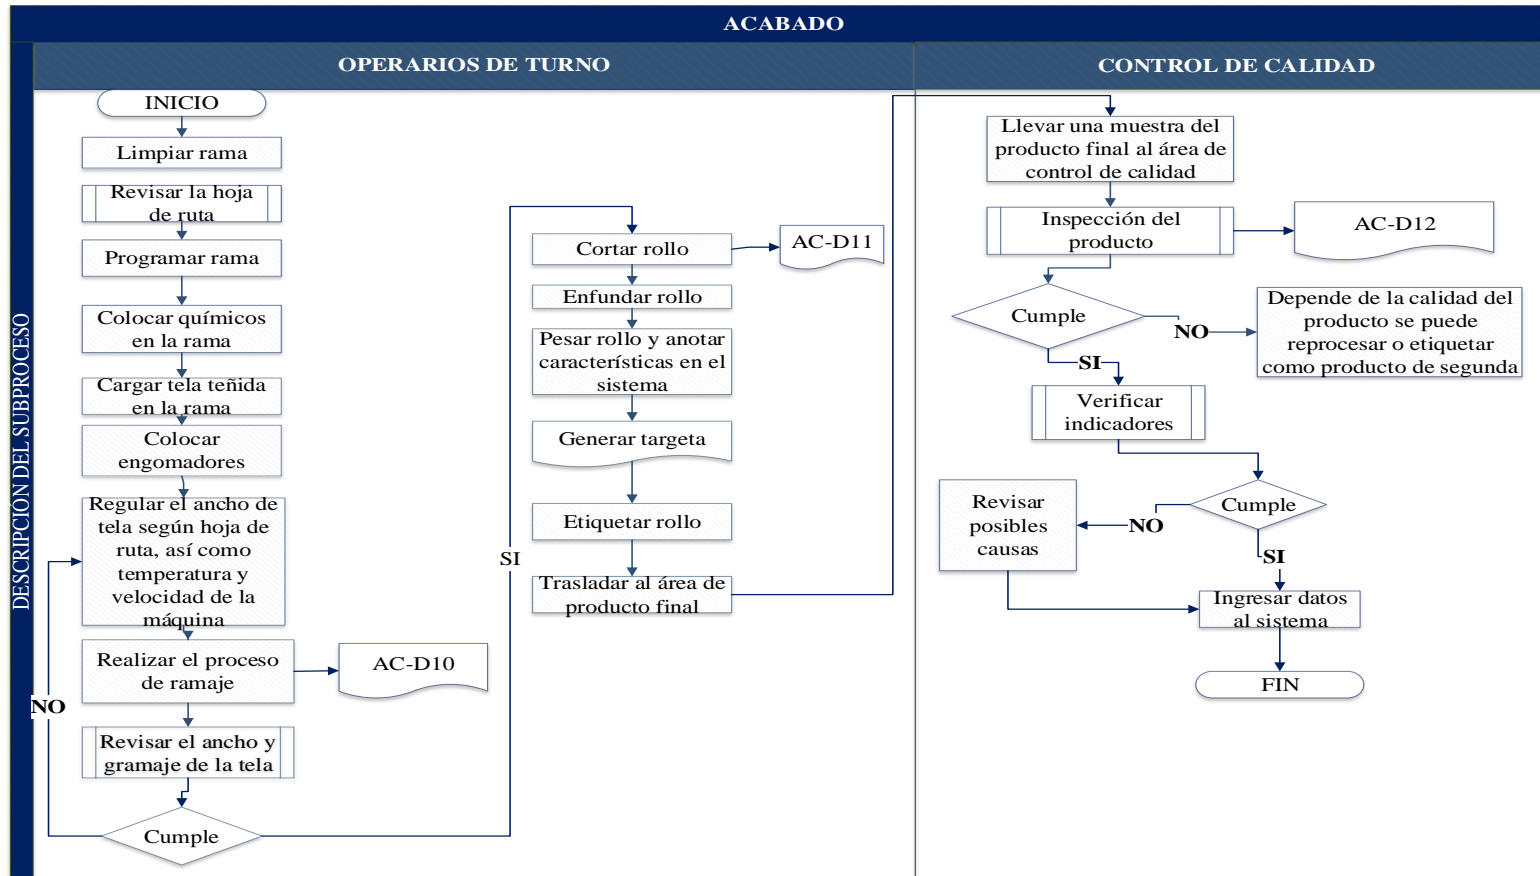 ACABADO
DESCRIPCIÓN DEL SUBPROCESO
OPERARIOS DE TURNO
INICIO
Limpiar rama
Revisar la hoja
de ruta
Programar rama
Colocar químicos
en la rama
Cargar tela teñida
en la rama
Colocar
engomadores
Regular el ancho de
tela según hoja de
ruta, así como
temperatura y
velocidad de la
máquina
Realizar el proceso
de ramaje
AC-D10
Revisar el ancho y
gramaje de la tela
Cumple
NO
SI
Cortar rollo
AC-D11
Enfundar rollo
Pesar rollo y anotar
características en el
sistema
Generar targeta
Etiquetar rollo
Trasladar al área de
producto final
CONTROL DE CALIDAD
Llevar una muestra del
producto final al área de
control de calidad
Inspección del
producto
AC-D12
Cumple
NO
Depende de la calidad del
producto se puede
reprocesar o etiquetar
como producto de segunda
SI
Verificar
indicadores
Cumple
NO
Revisar
posibles
causas
SI
Ingresar datos
al sistema
FIN